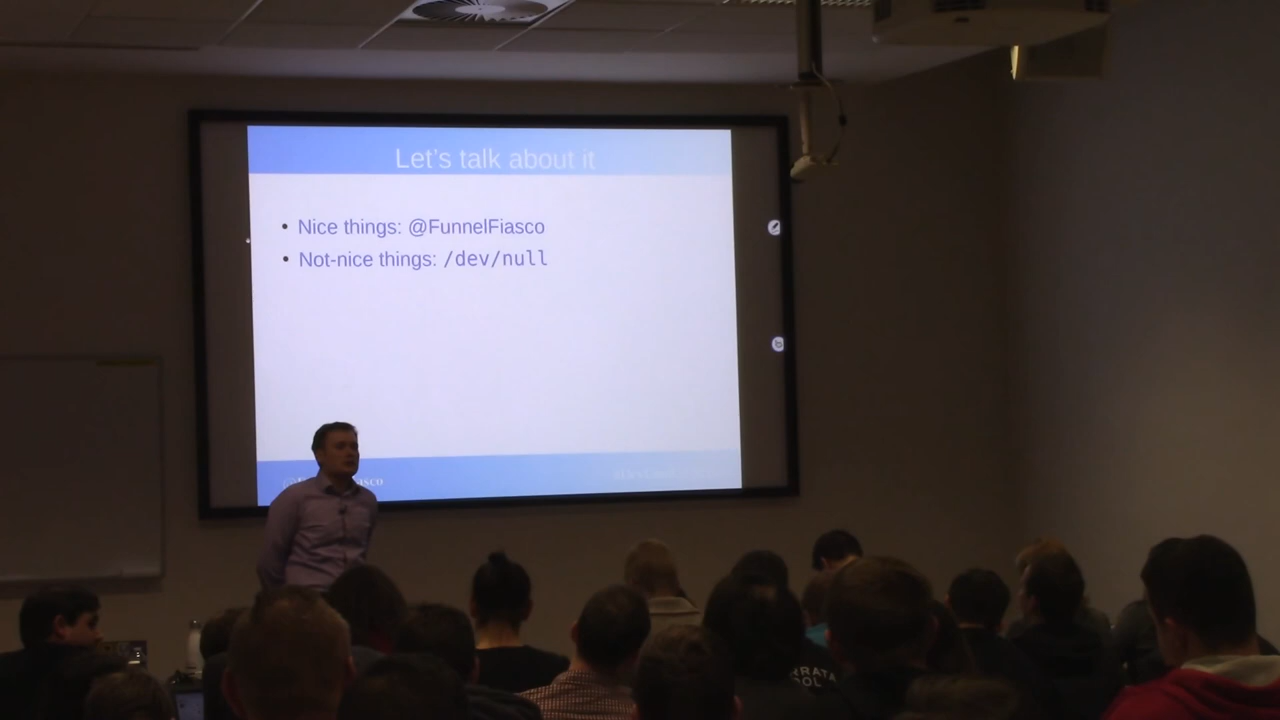 Let's talk about it
• Nice things: @FunnelFiasco
• Not-nice things: /dev/null